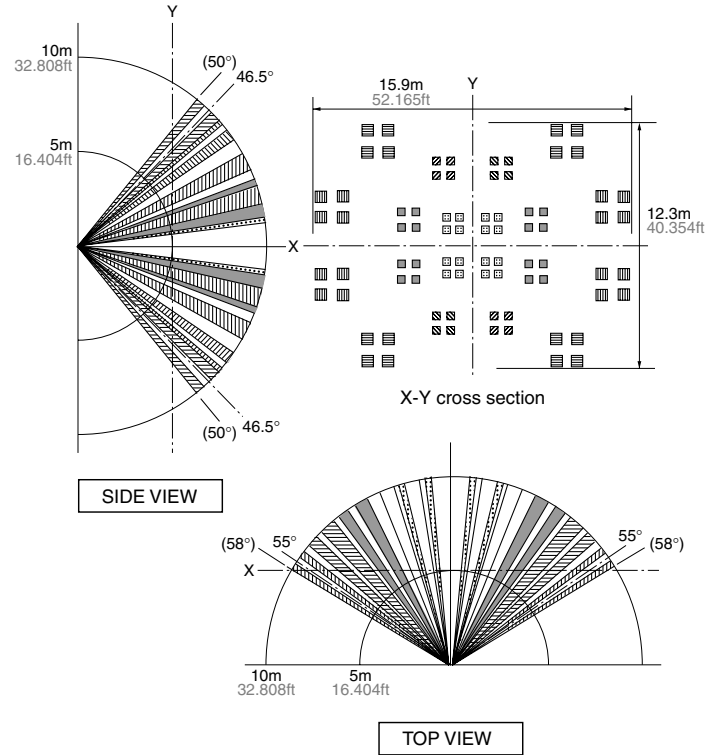 Y
10m
32.808ft
(50°)
46.5°
5m
16.404ft
X
(50°)
46.5°
SIDE VIEW
Y
15.9m
52.165ft
12.3m
40.354ft
X-Y cross section
(58°)
55°
X
55°
(58°)
10m
32.808ft
5m
16.404ft
TOP VIEW